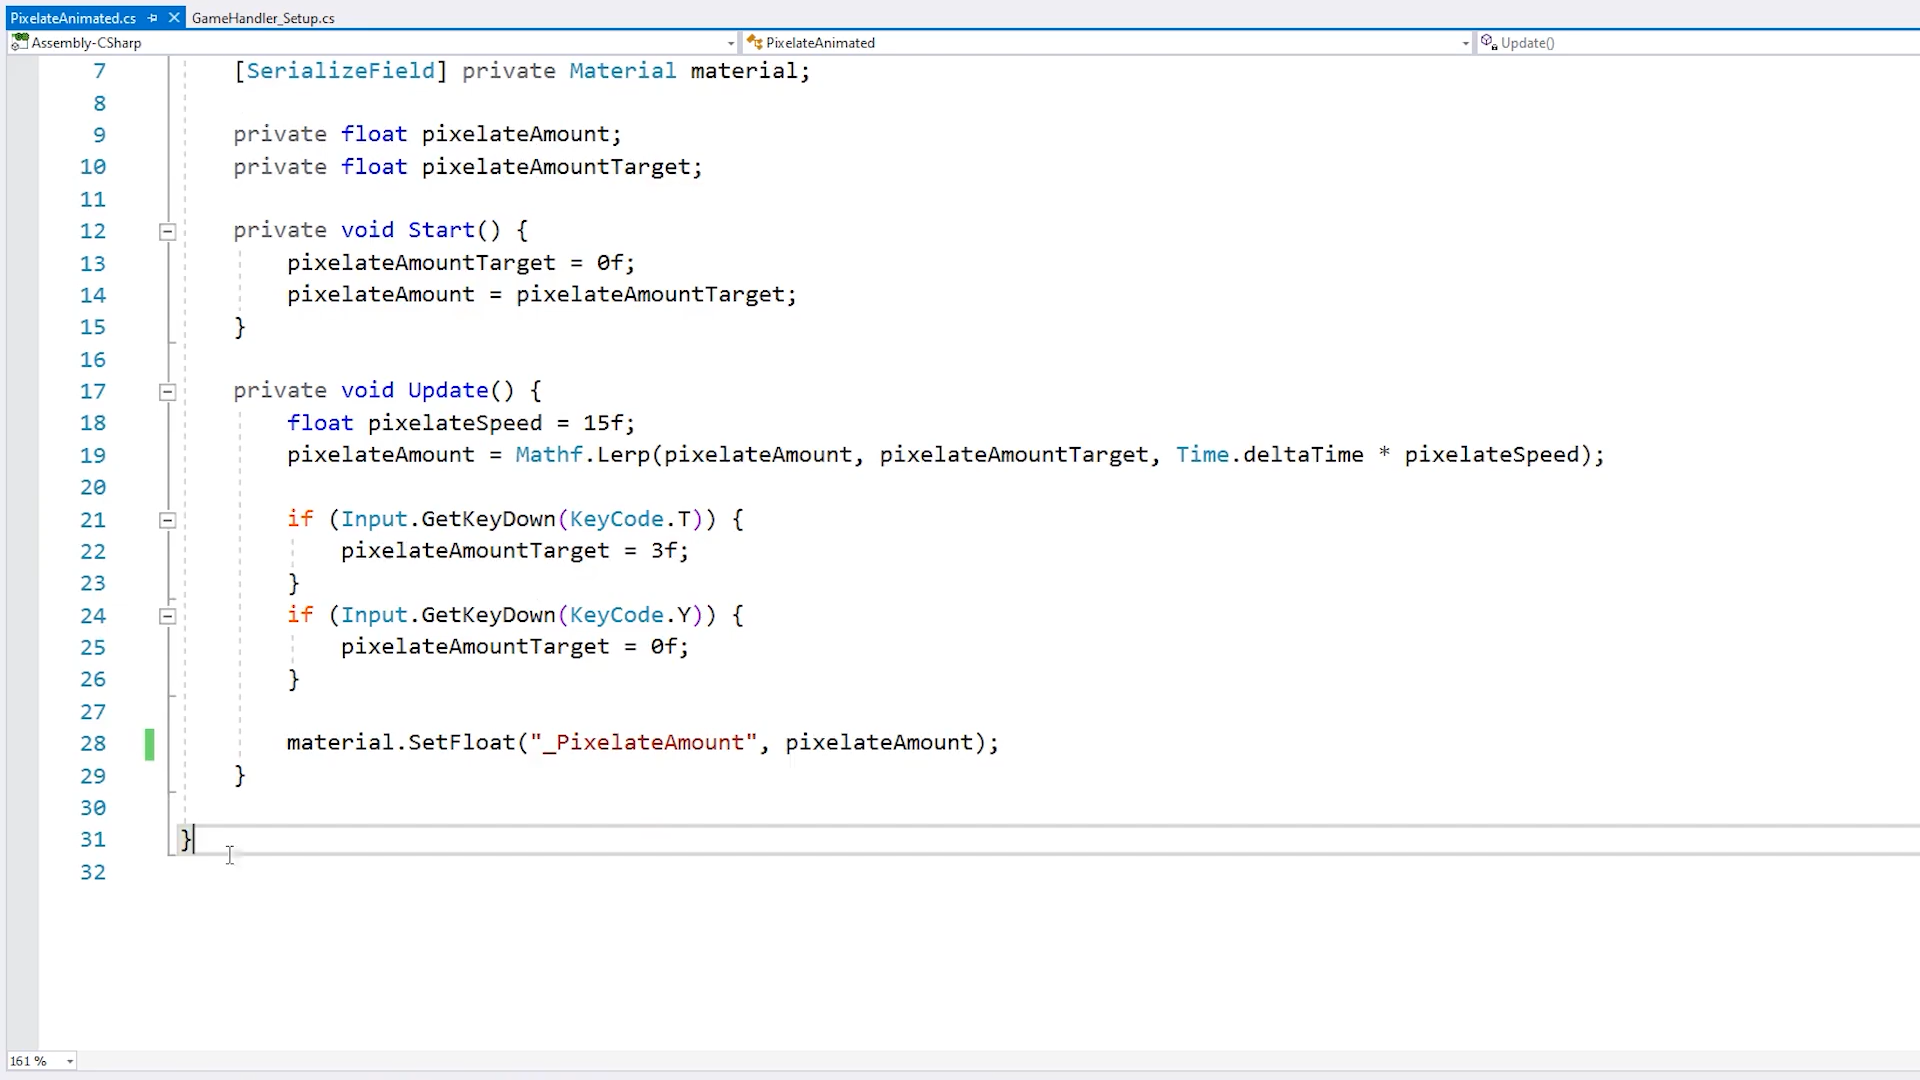 PixelateAnimated.cs GameHandler_Setup.cs
Assembly-CSharp PixelateAnimated Update()
7 [SerializeField] private Material material;
8
9 private float pixelateAmount;
10 private float pixelateAmountTarget;
11
12 private void Start() {
13 pixelateAmountTarget = 0f;
14 pixelateAmount = pixelateAmountTarget;
15 }
16
17 private void Update() {
18 float pixelateSpeed = 15f;
19 pixelateAmount = Mathf.Lerp(pixelateAmount, pixelateAmountTarget, Time.deltaTime * pixelateSpeed);
20
21 if (Input.GetKeyDown(KeyCode.T)) {
22 pixelateAmountTarget = 3f;
23 }
24 if (Input.GetKeyDown(KeyCode.Y)) {
25 pixelateAmountTarget = 0f;
26 }
27
28 material.SetFloat("_PixelateAmount", pixelateAmount);
29 }
30
31 }
32
161 %